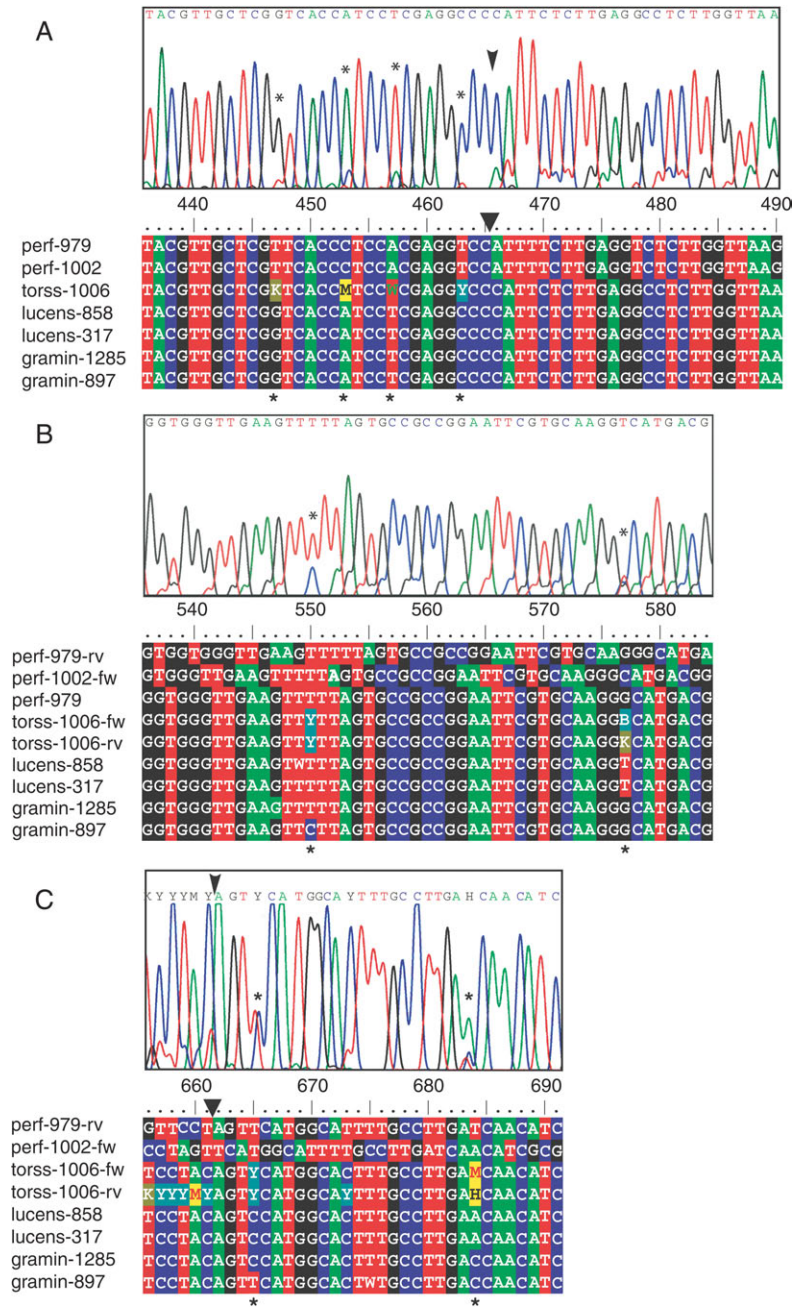 A
TACGTTGCTCGGTCACCATCCTCGAGGCCCCATTCTCTTGAGGCCTCTTGGTTAA
* * * *
440 450 460 470 480 490
perf-979 TACGTTGCTCGTTCACCCTCCACGAGGTCCATTTTCTTGAGGTCTCTTGGTTAAG
perf-1002 TACGTTGCTCGTTCACCCTCCACGAGGTCCATTTTCTTGAGGTCTCTTGGTTAAG
torss-1006 TACGTTGCTCGKTCACCMTCCWCGAGGYCCCATTCTCTTGAGGCCTCTTGGTTAA
lucens-858 TACGTTGCTCGGTCACCATCCTCGAGGCCCCATTCTCTTGAGGCCTCTTGGTTAA
lucens-317 TACGTTGCTCGGTCACCATCCTCGAGGCCCCATTCTCTTGAGGCCTCTTGGTTAA
gramin-1285 TACGTTGCTCGGTCACCATCCTCGAGGCCCCATTCTCTTGAGGCCTCTTGGTTAA
gramin-897 TACGTTGCTCGGTCACCATCCTCGAGGCCCCATTCTCTTGAGGCCTCTTGGTTAA
* * * *
B
GGTGGGTTGAAGTTTTTAGTGCCGCCGGAATTCGTGCAAGGTCATGACG
* *
540 550 560 570 580
perf-979-rv GTGGTGGGTTGAAGTTTTTAGTGCCGCCGGAATTCGTGCAAGGGCATGA
perf-1002-fw GTGGGTTGAAGTTTTTAGTGCCGCCGGAATTCGTGCAAGGGCATGACGG
perf-979 GGTGGGTTGAAGTTTTTAGTGCCGCCGGAATTCGTGCAAGGGCATGACG
torss-1006-fw GGTGGGTTGAAGTTYTTAGTGCCGCCGGAATTCGTGCAAGGBCATGACG
torss-1006-rv GGTGGGTTGAAGTTYTTAGTGCCGCCGGAATTCGTGCAAGGKCATGACG
lucens-858 GGTGGGTTGAAGTWTTTAGTGCCGCCGGAATTCGTGCAAGGTCATGACG
lucens-317 GGTGGGTTGAAGTTTTTAGTGCCGCCGGAATTCGTGCAAGGTCATGACG
gramin-1285 GGTGGGTTGAAGTTTTTAGTGCCGCCGGAATTCGTGCAAGGGCATGACG
gramin-897 GGTGGGTTGAAGTTCTTAGTGCCGCCGGAATTCGTGCAAGGGCATGACG
* *
C
KYYYMYAGTYCATGGCAYTTTGCCTTGAHCAACATC
* *
660 670 680 690
perf-979-rv GTTCCTAGTTCATGGCATTTTGCCTTGATCAACATC
perf-1002-fw CCTAGTTCATGGCATTTTGCCTTGATCAACATCGCG
torss-1006-fw TCCTACAGTYCATGGCACTTTGCCTTGAMCAACATC
torss-1006-rv KYYYMYAGTYCATGGCAYTTTGCCTTGAHCAACATC
lucens-858 TCCTACAGTCCATGGCACTTTGCCTTGAACAACATC
lucens-317 TCCTACAGTCCATGGCACTTTGCCTTGAACAACATC
gramin-1285 TCCTACAGTCCATGGCACTTTGCCTTGACCAACATC
gramin-897 TCCTACAGTTCATGGCACTWTGCCTTGACCAACATC
* *